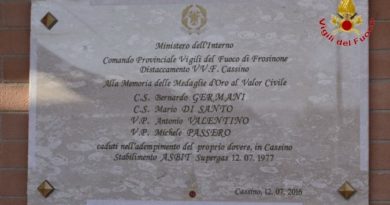 Ministero dell'Interno
Comando Provinciale Vigili del Fuoco di Frosinone
Distaccamento V.V.F. Cassino
Alla Memoria delle Medaglie d'Oro al Valor Civile
C.S. Bernardo GERMANI
C.S. Mario DI SANTO
V.P. Antonio VALENTINO
V.P. Michele PASSERO
caduti nell'adempimento del proprio dovere, in Cassino
Stabilimento ASBIT Supergas 12.07.1977
Cassino, 12.07.2016
Vigili del Fuoco